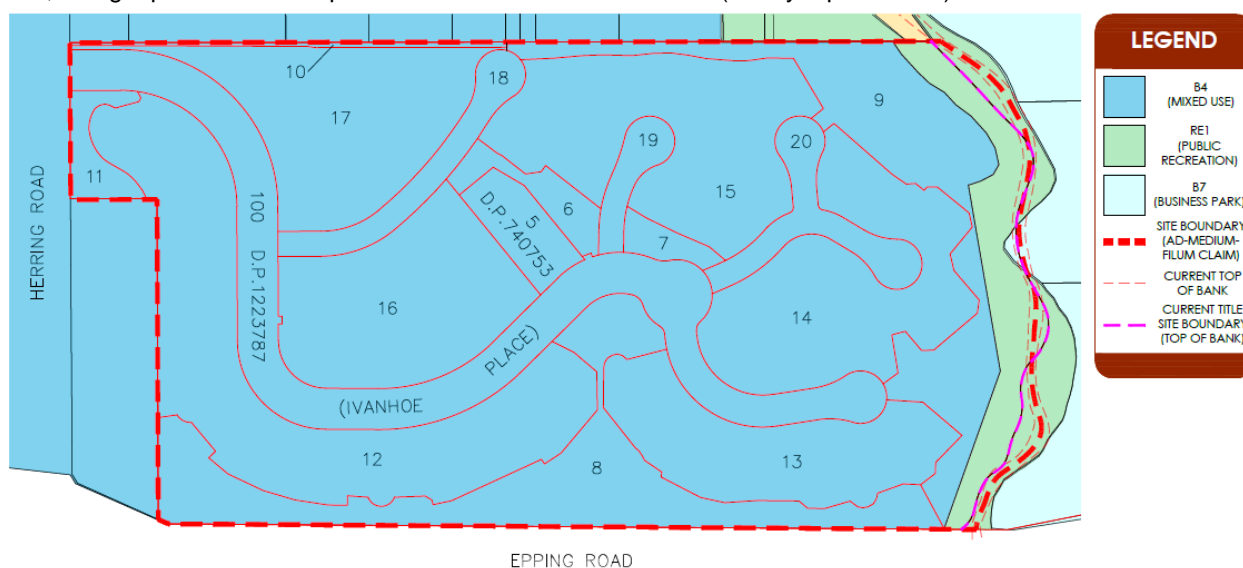 LEGEND
B4
(MIXED USE)
RE1
(PUBLIC
RECREATION)
B7
(BUSINESS PARK)
SITE BOUNDARY
(AD-MEDIUM-
FILUM CLAIM)
CURRENT TOP
OF BANK
CURRENT TITLE
SITE BOUNDARY
(TOP OF BANK)
10
18
17
9
19
20
11
15
6
5
D.P.740753
7
100 D.P.1223787
HERRING ROAD
16
14
(IVANHOE
PLACE)
12
8
13
EPPING ROAD